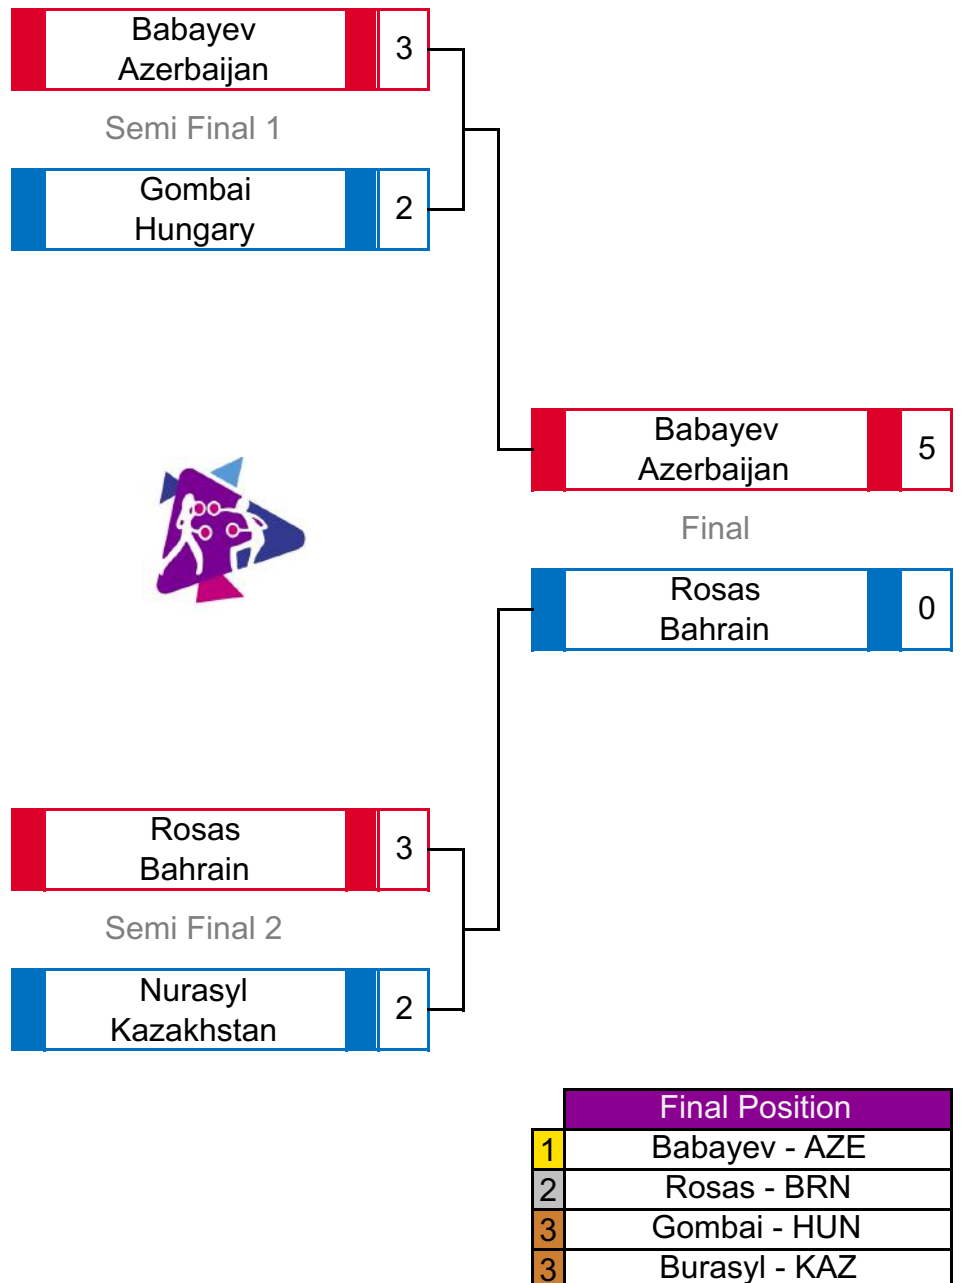 Babayev
Azerbaijan
3
Semi Final 1
Gombai
Hungary
2
Babayev
Azerbaijan
5
Final
Rosas
Bahrain
0
Rosas
Bahrain
3
Semi Final 2
Nurasyl
Kazakhstan
2
Final Position
1 Babayev - AZE
2 Rosas - BRN
3 Gombai - HUN
3 Burasyl - KAZ